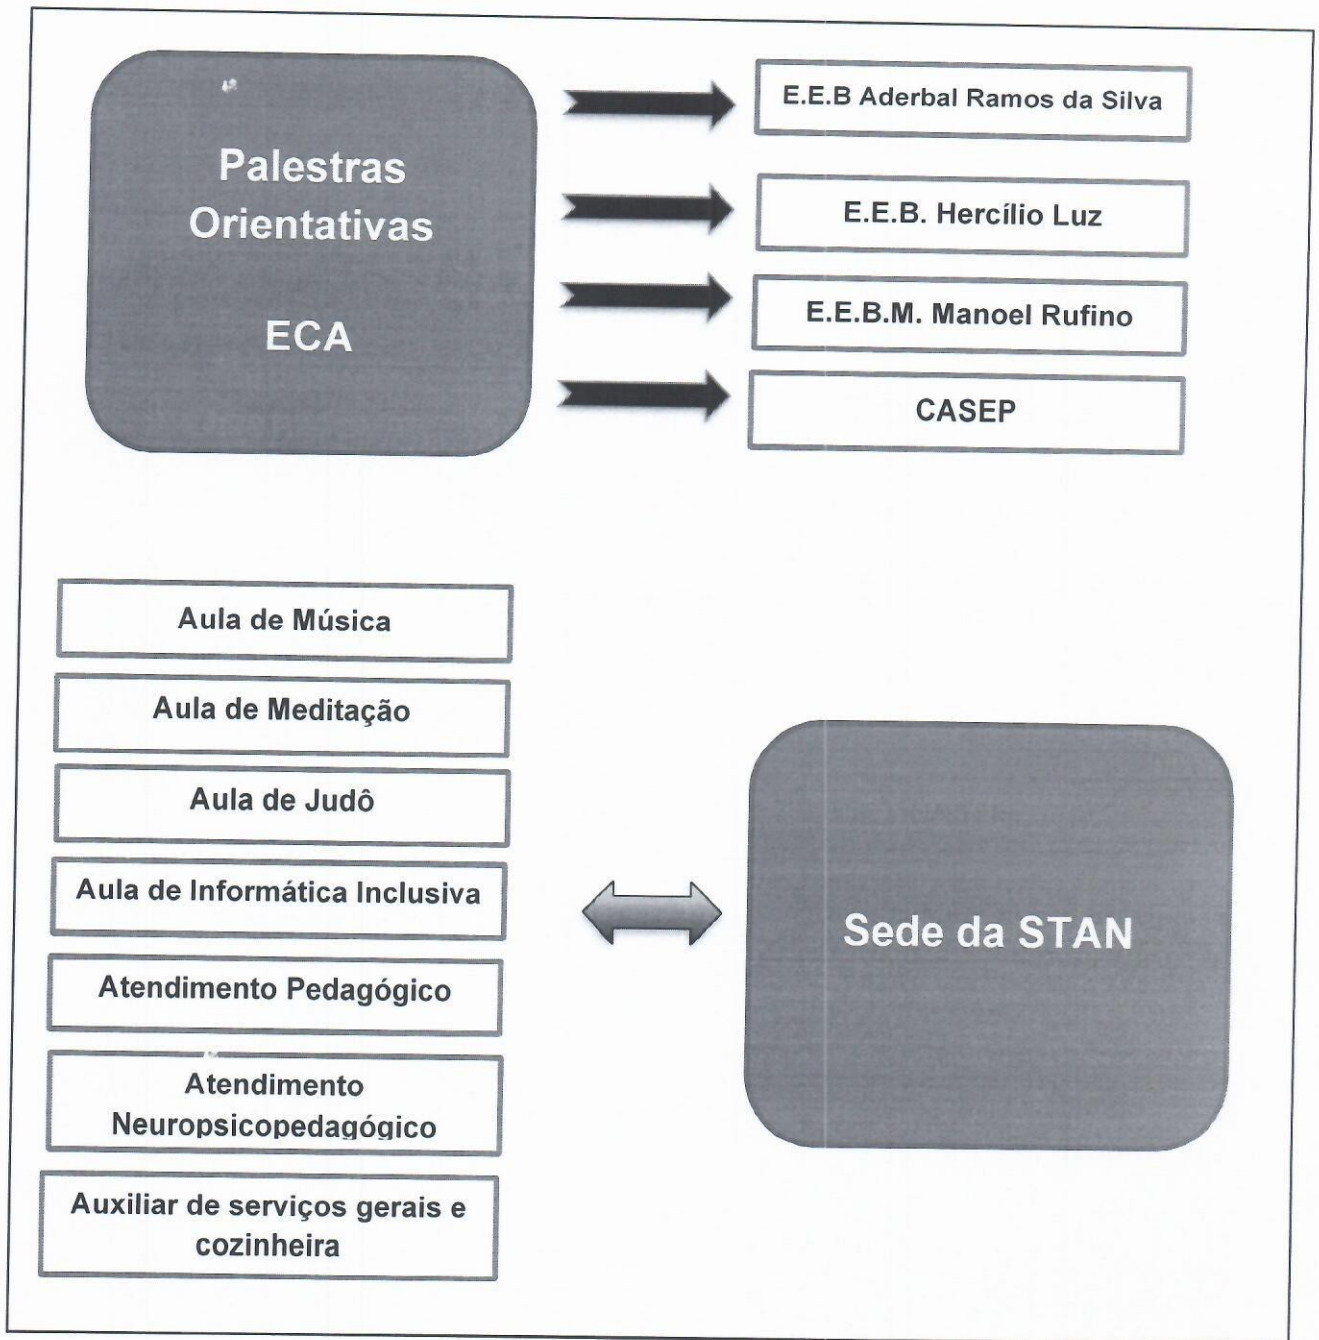 Palestras
Orientativas
ECA
E.E.B Aderbal Ramos da Silva
E.E.B. Hercílio Luz
E.E.B.M. Manoel Rufino
CASEP
Aula de Música
Aula de Meditação
Aula de Judô
Aula de Informática Inclusiva
Atendimento Pedagógico
Atendimento
Neuropsicopedagógico
Auxiliar de serviços gerais e
cozinheira
Sede da STAN